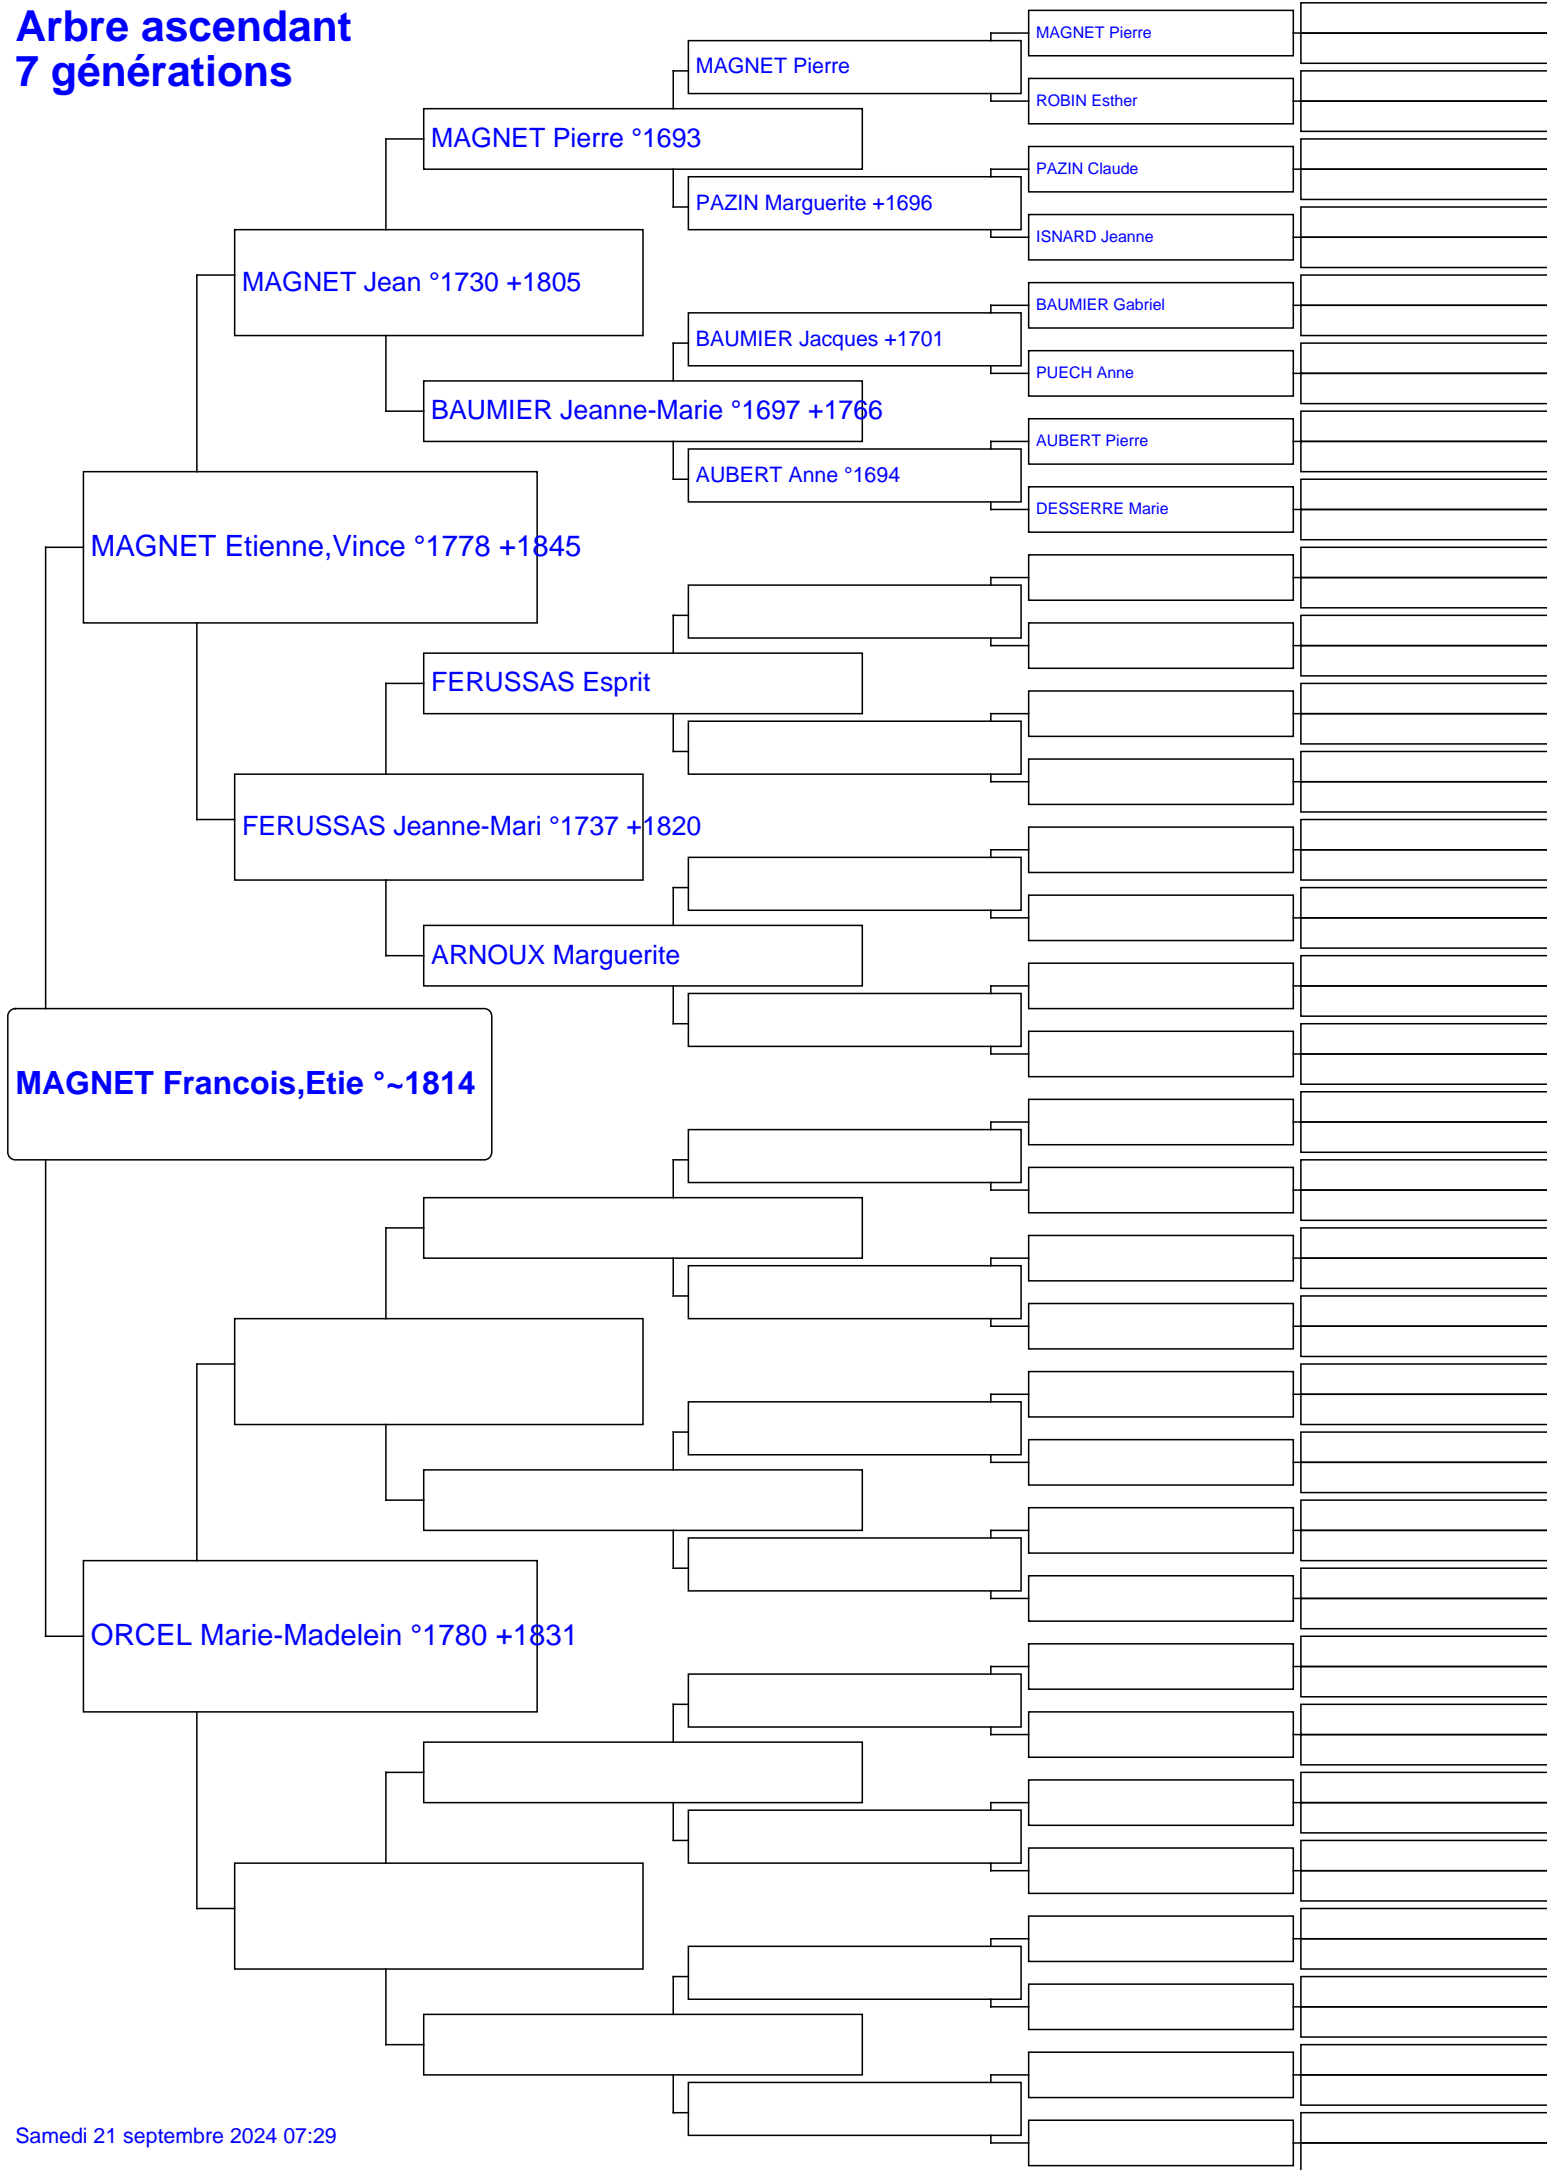 Arbre ascendant
7 générations
MAGNET Pierre
ROBIN Esther
MAGNET Pierre
MAGNET Pierre °1693
PAZIN Claude
PAZIN Marguerite +1696
ISNARD Jeanne
MAGNET Jean °1730 +1805
BAUMIER Gabriel
BAUMIER Jacques +1701
PUECH Anne
BAUMIER Jeanne-Marie °1697 +1766
AUBERT Pierre
AUBERT Anne °1694
DESSERRE Marie
MAGNET Etienne,Vince °1778 +1845
FERUSSAS Esprit
FERUSSAS Jeanne-Mari °1737 +1820
ARNOUX Marguerite
MAGNET Francois,Etie °~1814
ORCEL Marie-Madelein °1780 +1831
Samedi 21 septembre 2024 07:29